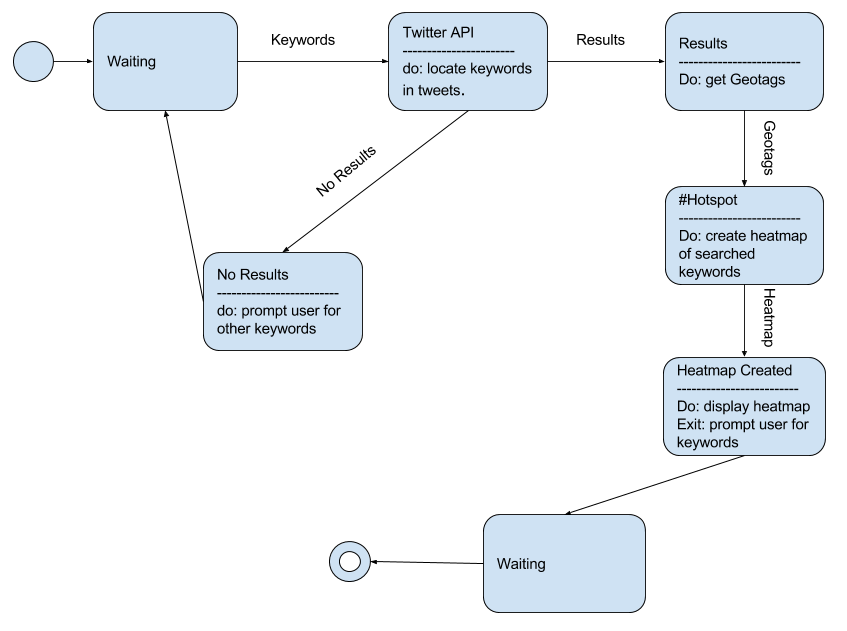 Waiting
Keywords
Twitter API
-----------------------
do: locate keywords
in tweets.
Results
Results
-------------------------
Do: get Geotags
Geotags
#Hotspot
-------------------------
Do: create heatmap
of searched
keywords
Heatmap
Heatmap Created
-------------------------
Do: display heatmap
Exit: prompt user for
keywords
No Results
No Results
-------------------------
do: prompt user for
other keywords
Waiting